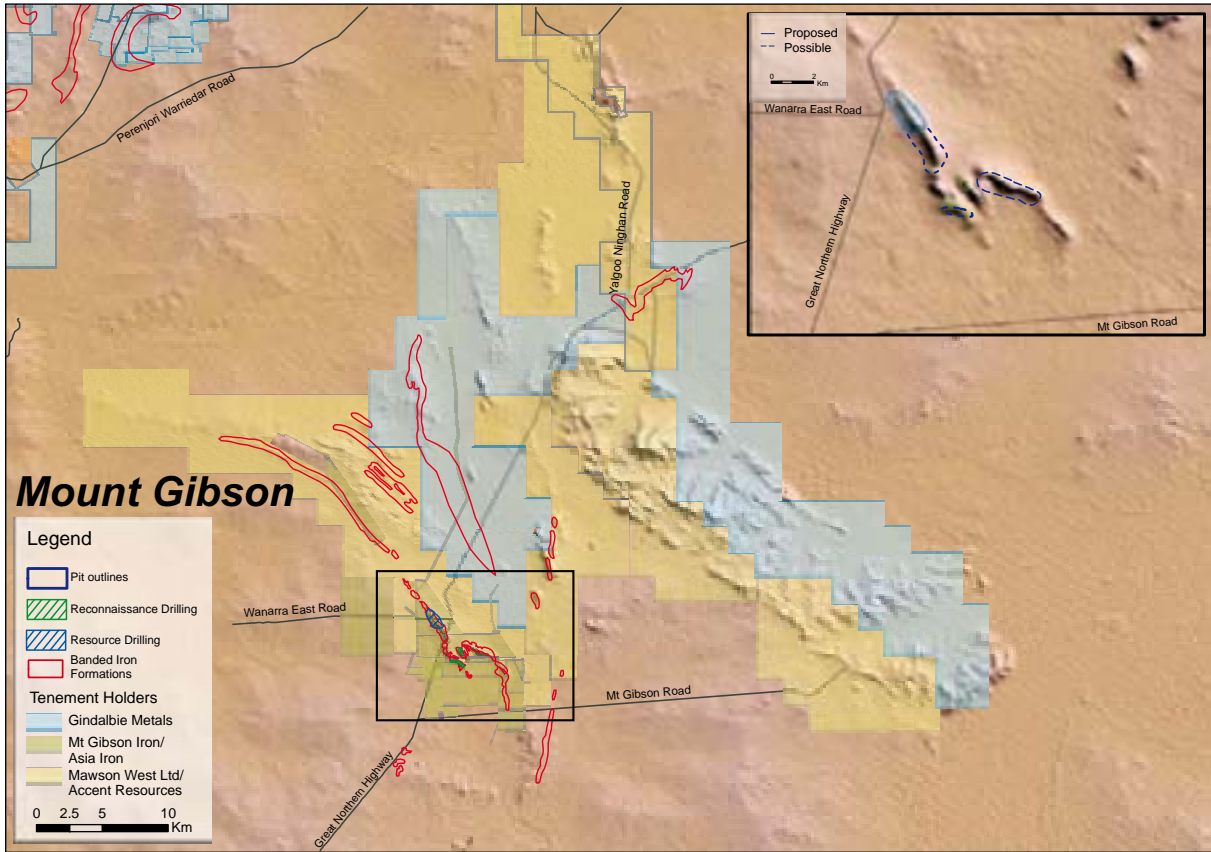 Perenjori Warriedar Road
Yalgoo Ninghan Road
Proposed
Possible
0 2
Km
Wanarra East Road
Great Northern Highway
Mt Gibson Road
Mount Gibson
Legend
Pit outlines
Reconnaissance Drilling
Resource Drilling
Banded Iron
Formations
Tenement Holders
Gindalbie Metals
Mt Gibson Iron/
Asia Iron
Mawson West Ltd/
Accent Resources
0 2.5 5 10
Km
Wanarra East Road
Mt Gibson Road
Great Northern Highway